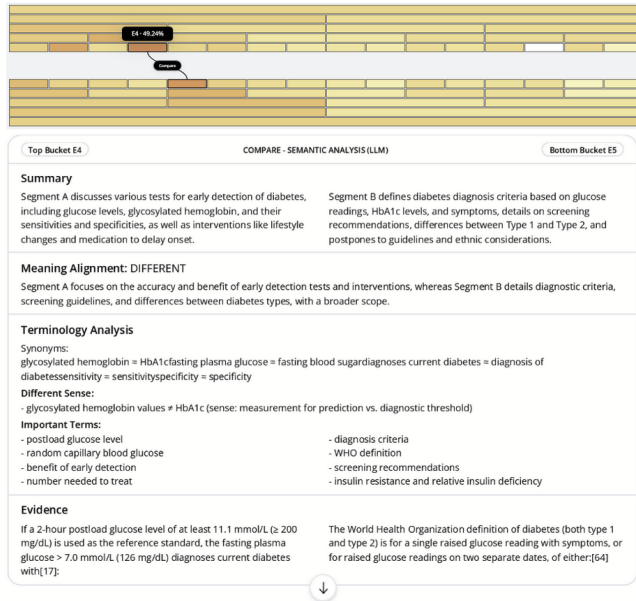 E4 - 49.24%
Compare
Top Bucket E4
COMPARE - SEMANTIC ANALYSIS (LLM)
Bottom Bucket E5
Summary
Segment A discusses various tests for early detection of diabetes,
including glucose levels, glycosylated hemoglobin, and their
sensitivities and specificities, as well as interventions like lifestyle
changes and medication to delay onset.
Segment B defines diabetes diagnosis criteria based on glucose
readings, HbA1c levels, and symptoms, details on screening
recommendations, differences between Type 1 and Type 2, and
postpones to guidelines and ethnic considerations.
Meaning Alignment: DIFFERENT
Segment A focuses on the accuracy and benefit of early detection tests and interventions, whereas Segment B details diagnostic criteria,
screening guidelines, and differences between diabetes types, with a broader scope.
Terminology Analysis
Synonyms:
glycosylated hemoglobin = HbA1cfasting plasma glucose = fasting blood sugardiagnoses current diabetes = diagnosis of
diabetessensitivity = sensitivityspecificity = specificity
Different Sense:
- glycosylated hemoglobin values ≠ HbA1c (sense: measurement for prediction vs. diagnostic threshold)
Important Terms:
- postload glucose level
- random capillary blood glucose
- benefit of early detection
- number needed to treat
- diagnosis criteria
- WHO definition
- screening recommendations
- insulin resistance and relative insulin deficiency
Evidence
If a 2-hour postload glucose level of at least 11.1 mmol/L (≥ 200
mg/dL) is used as the reference standard, the fasting plasma
glucose > 7.0 mmol/L (126 mg/dL) diagnoses current diabetes
with[17]:
The World Health Organization definition of diabetes (both type 1
and type 2) is for a single raised glucose reading with symptoms, or
for raised glucose readings on two separate dates, of either:[64]